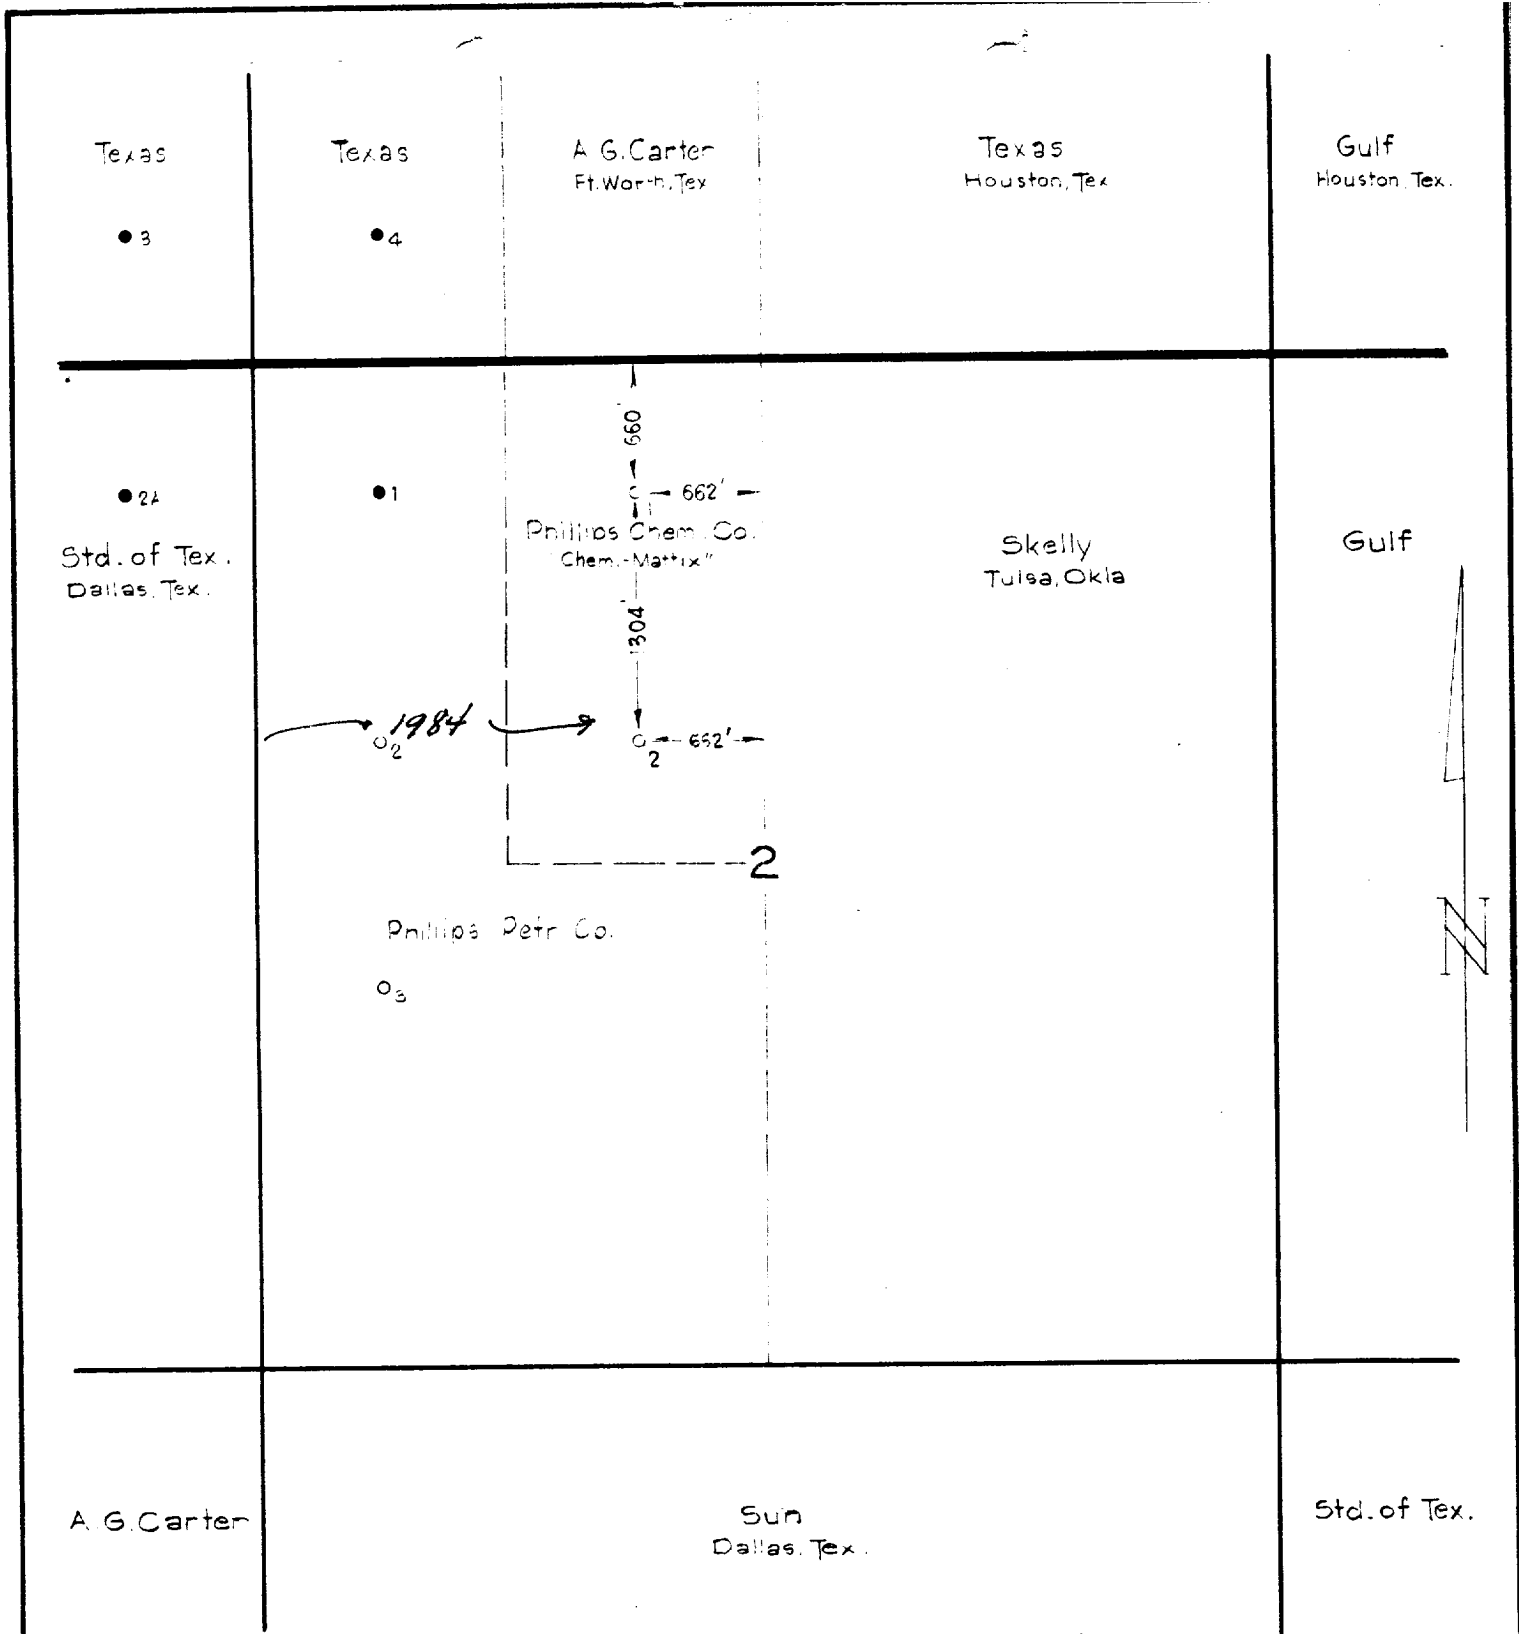 Texas
Texas
A G. Carter
Ft. Worth, Tex
Texas
Houston, Tex
Gulf
Houston, Tex.
3
4
660'
2A
1
662'
Std. of Tex.
Dallas, Tex.
Phillips Chem. Co.
"Chem.-Mattix"
Skelly
Tulsa, Okla
Gulf
1304'
1984
2
2
662'
2
Phillips Petr Co.
N
3
A. G. Carter
Sun
Dallas, Tex.
Std. of Tex.